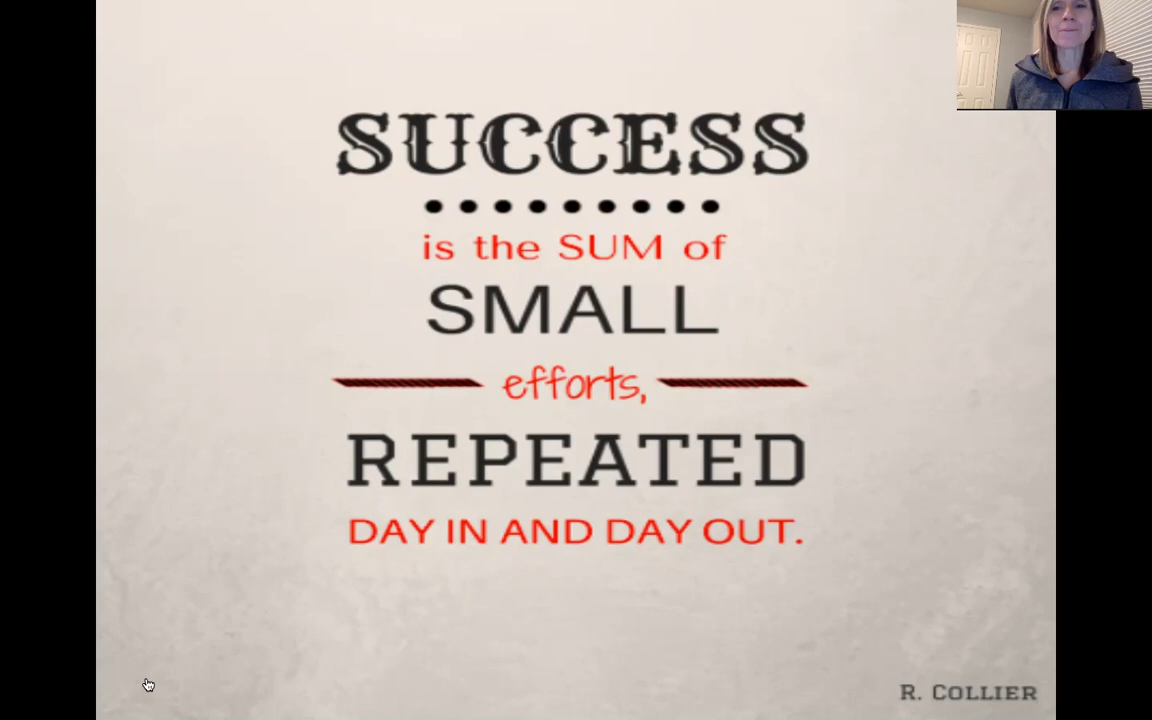 SUCCESS
is the SUM of
SMALL
efforts,
REPEATED
DAY IN AND DAY OUT.
R. COLLIER